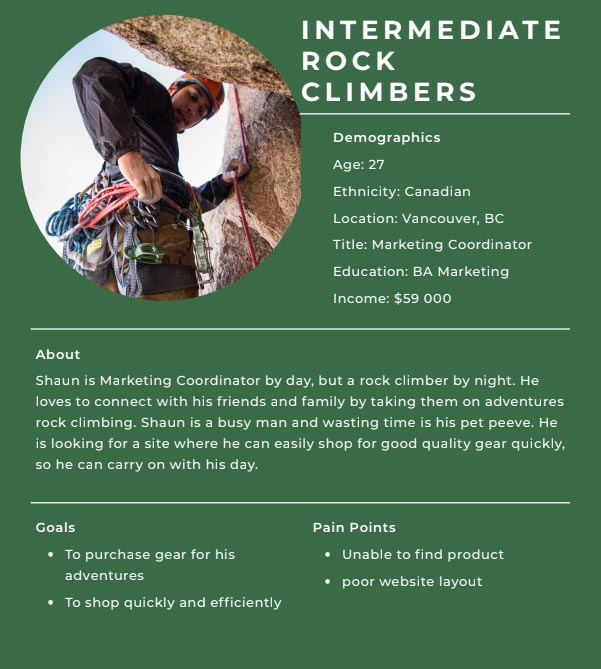 INTERMEDIATE
ROCK
CLIMBERS
Demographics
Age: 27
Ethnicity: Canadian
Location: Vancouver, BC
Title: Marketing Coordinator
Education: BA Marketing
Income: $59 000
About
Shaun is Marketing Coordinator by day, but a rock climber by night. He
loves to connect with his friends and family by taking them on adventures
rock climbing. Shaun is a busy man and wasting time is his pet peeve. He
is looking for a site where he can easily shop for good quality gear quickly,
so he can carry on with his day.
Goals
• To purchase gear for his
adventures
• To shop quickly and efficiently
Pain Points
• Unable to find product
• poor website layout